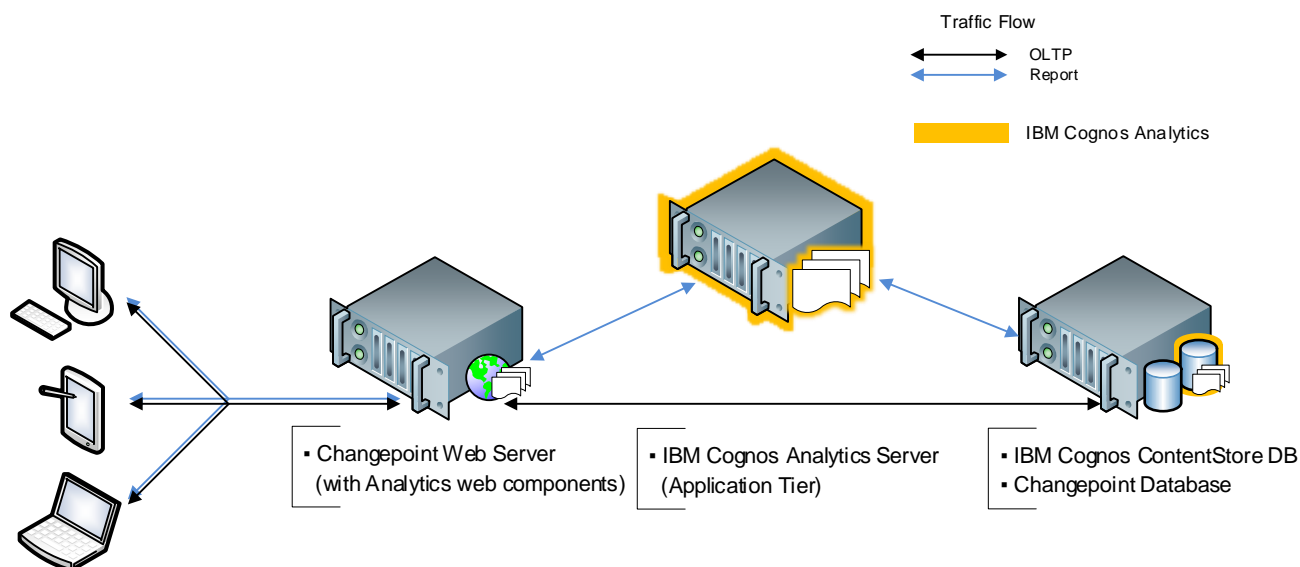 Traffic Flow
OLTP
Report
IBM Cognos Analytics
▪ Changepoint Web Server
(with Analytics web components)
▪ IBM Cognos Analytics Server
(Application Tier)
▪ IBM Cognos ContentStore DB
▪ Changepoint Database